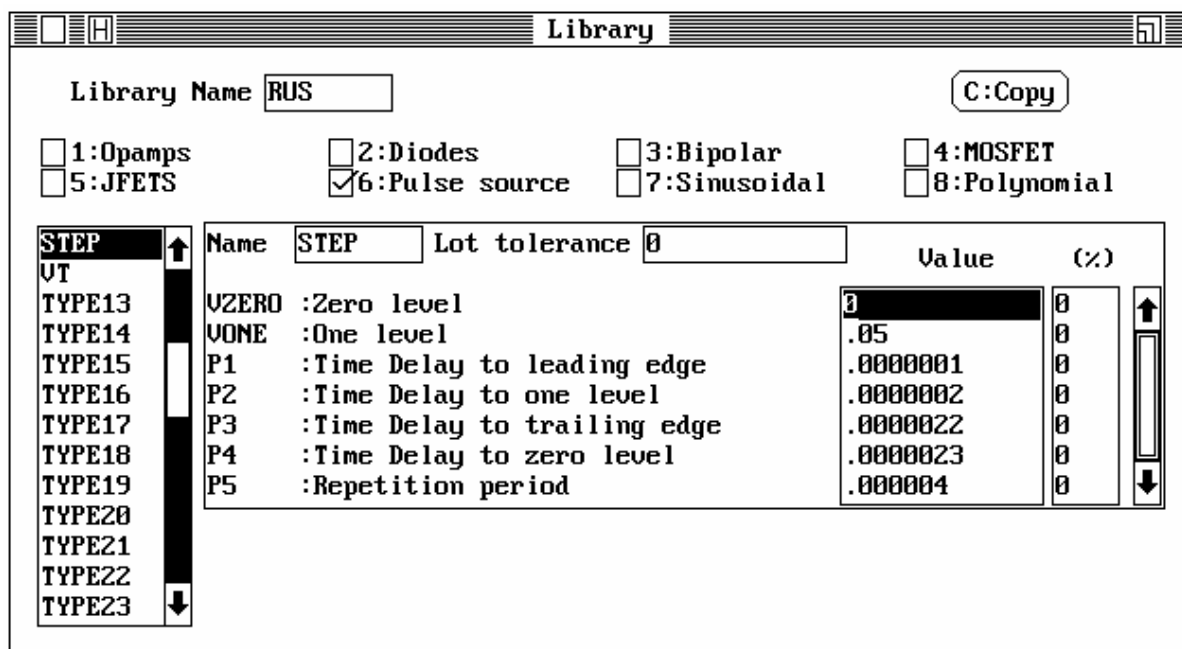 H Library
Library Name RUS C:Copy
1:Opamps 2:Diodes 3:Bipolar 4:MOSFET
5:JFETS 6:Pulse source 7:Sinusoidal 8:Polynomial
STEP Name STEP Lot tolerance 0 Value (%)
VT
TYPE13 VZERO :Zero level 0 0
TYPE14 VONE :One level .05 0
TYPE15 P1 :Time Delay to leading edge .0000001 0
TYPE16 P2 :Time Delay to one level .0000002 0
TYPE17 P3 :Time Delay to trailing edge .0000022 0
TYPE18 P4 :Time Delay to zero level .0000023 0
TYPE19 P5 :Repetition period .000004 0
TYPE20
TYPE21
TYPE22
TYPE23